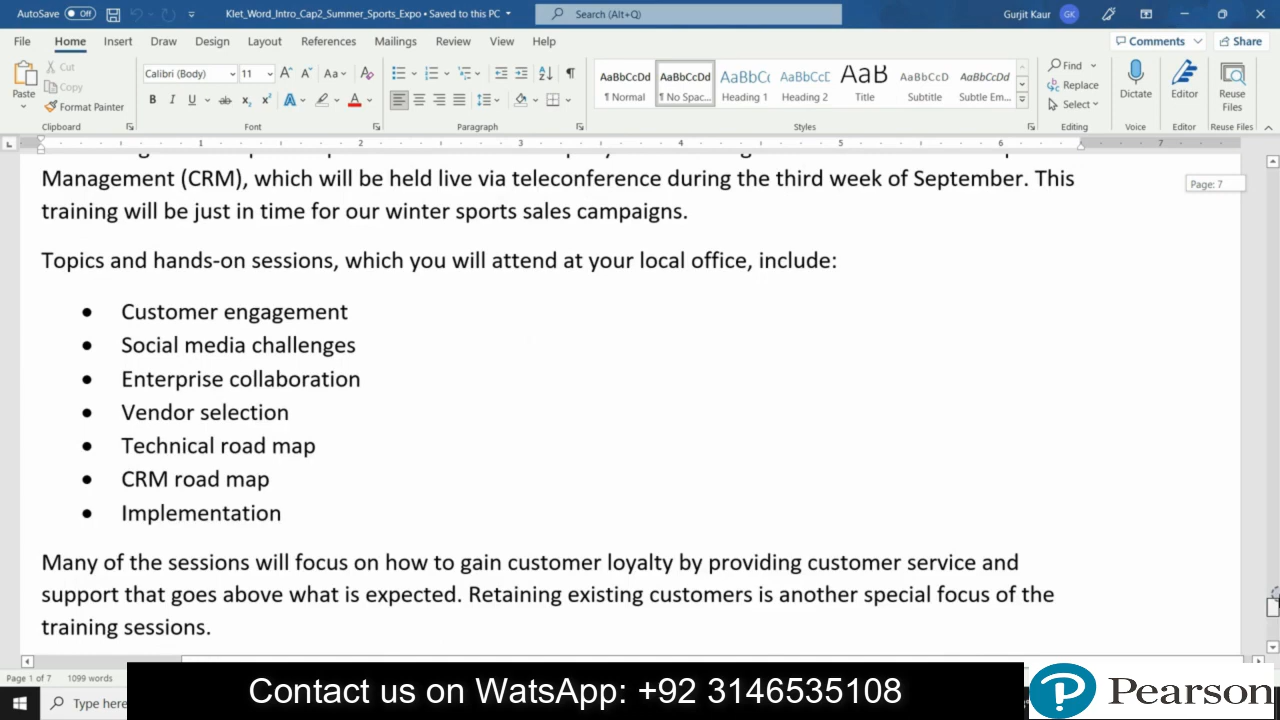 AutoSave Off Klet_Word_Intro_Cap2_Summer_Sports_Expo • Saved to this PC Search (Alt+Q) Gurjit Kaur GK
File Home Insert Draw Design Layout References Mailings Review View Help Comments Share
Paste Cut Copy Format Painter
Calibri (Body) 11
AaBbCcDd AaBbCcDd AaBbCc AaBbCcD AaB AaBbCcDd AaBbCcDd
¶ Normal ¶ No Spac... Heading 1 Heading 2 Title Subtitle Subtle Em...
Find Replace Select Dictate Editor Reuse Files
Clipboard Font Paragraph Styles Editing Voice Editor Reuse Files
1 2 3 4 5 6 7
Page: 7
Management (CRM), which will be held live via teleconference during the third week of September. This
training will be just in time for our winter sports sales campaigns.
Topics and hands-on sessions, which you will attend at your local office, include:
• Customer engagement
• Social media challenges
• Enterprise collaboration
• Vendor selection
• Technical road map
• CRM road map
• Implementation
Many of the sessions will focus on how to gain customer loyalty by providing customer service and
support that goes above what is expected. Retaining existing customers is another special focus of the
training sessions.
Page 1 of 7 1099 words
Type here
Contact us on WatsApp: +92 3146535108
Pearson